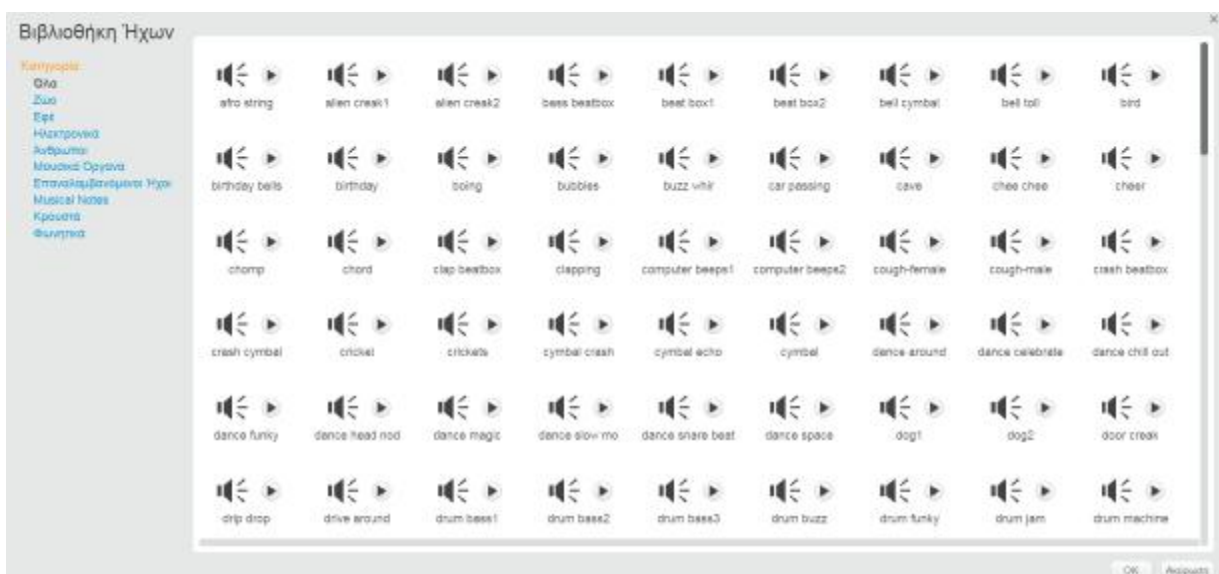 Βιβλιοθήκη Ήχων
Κατηγορία:
Όλα
Ζώα
Εφέ
Ηλεκτρονικά
Άνθρωποι
Μουσικά Όργανα
Επαναλαμβανόμενοι Ήχοι
Musical Notes
Κρουστά
Φωνητικά
afro string alien creak1 alien creak2 bass beatbox beat box1 beat box2 bell cymbal bell toll bird
birthday bells birthday boing bubbles buzz whir car passing cave chee chee cheer
chomp chord clap beatbox clapping computer beeps1 computer beeps2 cough-female cough-male crash beatbox
crash cymbal cricket crickets cymbal crash cymbal echo cymbal dance around dance celebrate dance chill out
dance funky dance head nod dance magic dance slow mo dance snare beat dance space dog1 dog2 door creak
drip drop drive around drum bass1 drum bass2 drum bass3 drum buzz drum funky drum jam drum machine
OK Ακύρωση